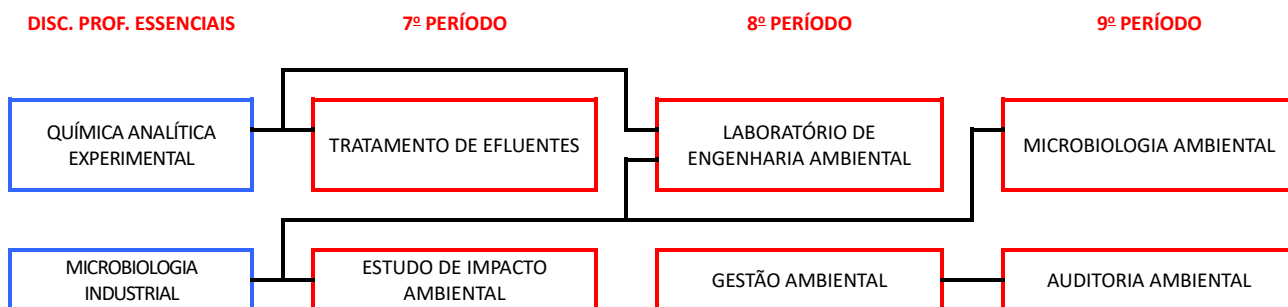 DISC. PROF. ESSENCIAIS
7º PERÍODO
8º PERÍODO
9º PERÍODO
QUÍMICA ANALÍTICA
EXPERIMENTAL
TRATAMENTO DE EFLUENTES
LABORATÓRIO DE
ENGENHARIA AMBIENTAL
MICROBIOLOGIA AMBIENTAL
MICROBIOLOGIA
INDUSTRIAL
ESTUDO DE IMPACTO
AMBIENTAL
GESTÃO AMBIENTAL
AUDITORIA AMBIENTAL